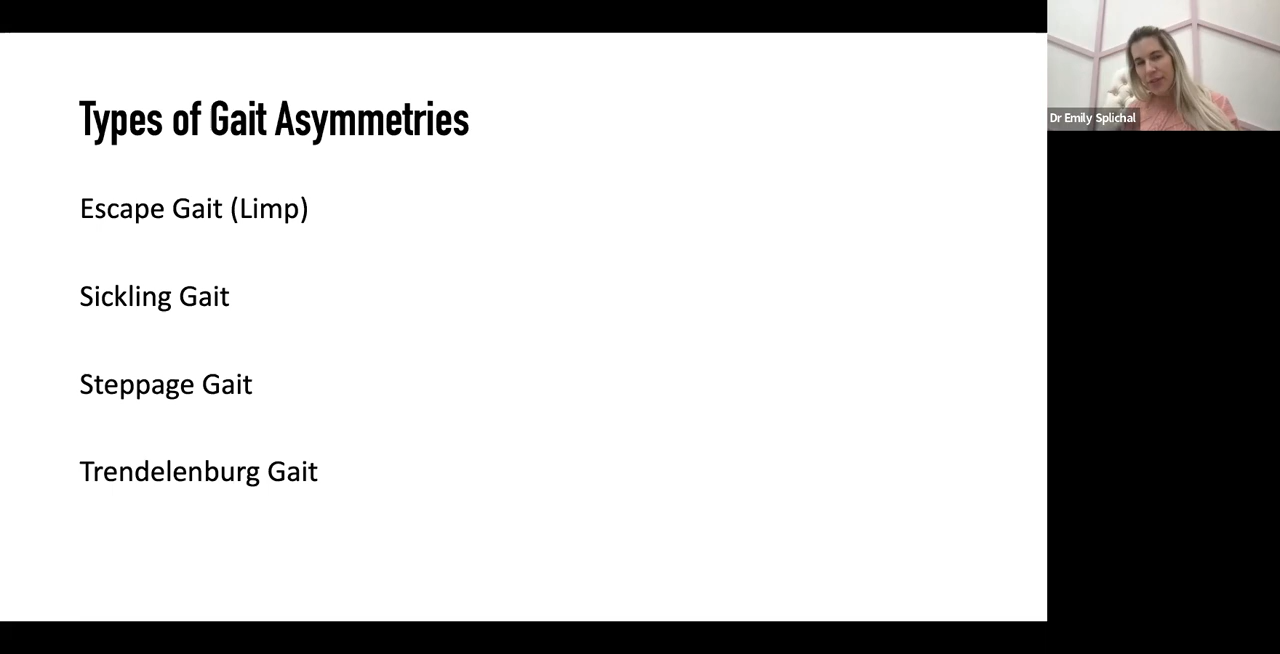 Types of Gait Asymmetries
Escape Gait (Limp)
Sickling Gait
Steppage Gait
Trendelenburg Gait
Dr Emily Splichal